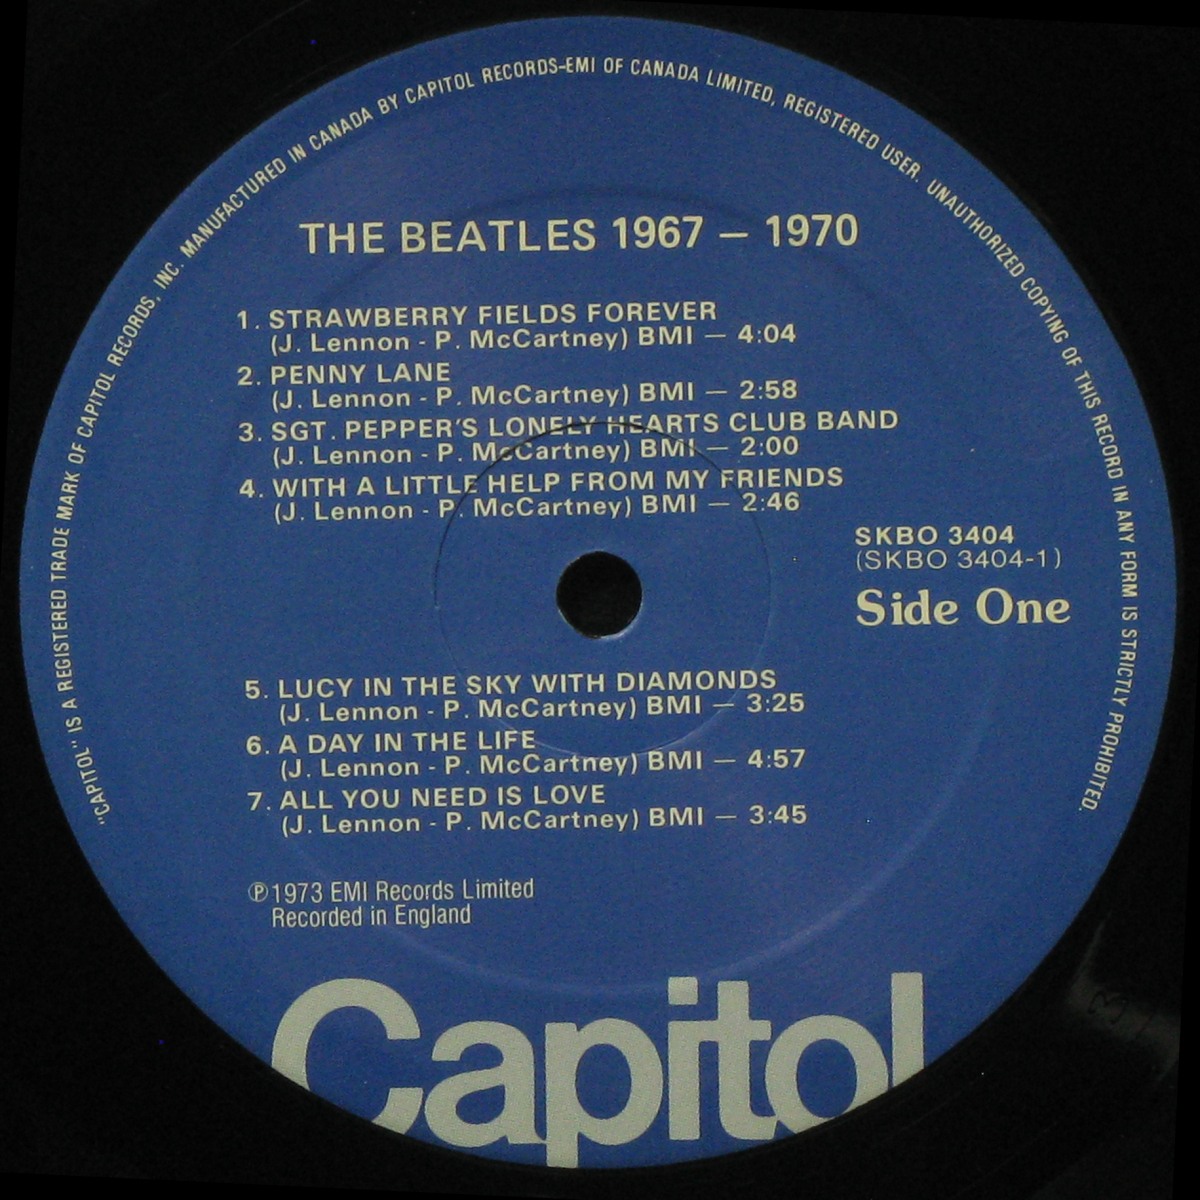 "CAPITOL" IS A REGISTERED TRADE MARK OF CAPITOL RECORDS, INC. MANUFACTURED IN CANADA BY CAPITOL RECORDS-EMI OF CANADA LIMITED, REGISTERED USER. UNAUTHORIZED COPYING OF THIS RECORD IN ANY FORM IS STRICTLY PROHIBITED.
THE BEATLES 1967 – 1970
1. STRAWBERRY FIELDS FOREVER
(J. Lennon - P. McCartney) BMI — 4:04
2. PENNY LANE
(J. Lennon - P. McCartney) BMI — 2:58
3. SGT. PEPPER'S LONELY HEARTS CLUB BAND
(J. Lennon - P. McCartney) BMI — 2:00
4. WITH A LITTLE HELP FROM MY FRIENDS
(J. Lennon - P. McCartney) BMI — 2:46
SKBO 3404
(SKBO 3404-1)
Side One
5. LUCY IN THE SKY WITH DIAMONDS
(J. Lennon - P. McCartney) BMI — 3:25
6. A DAY IN THE LIFE
(J. Lennon - P. McCartney) BMI — 4:57
7. ALL YOU NEED IS LOVE
(J. Lennon - P. McCartney) BMI — 3:45
℗1973 EMI Records Limited
Recorded in England
Capitol